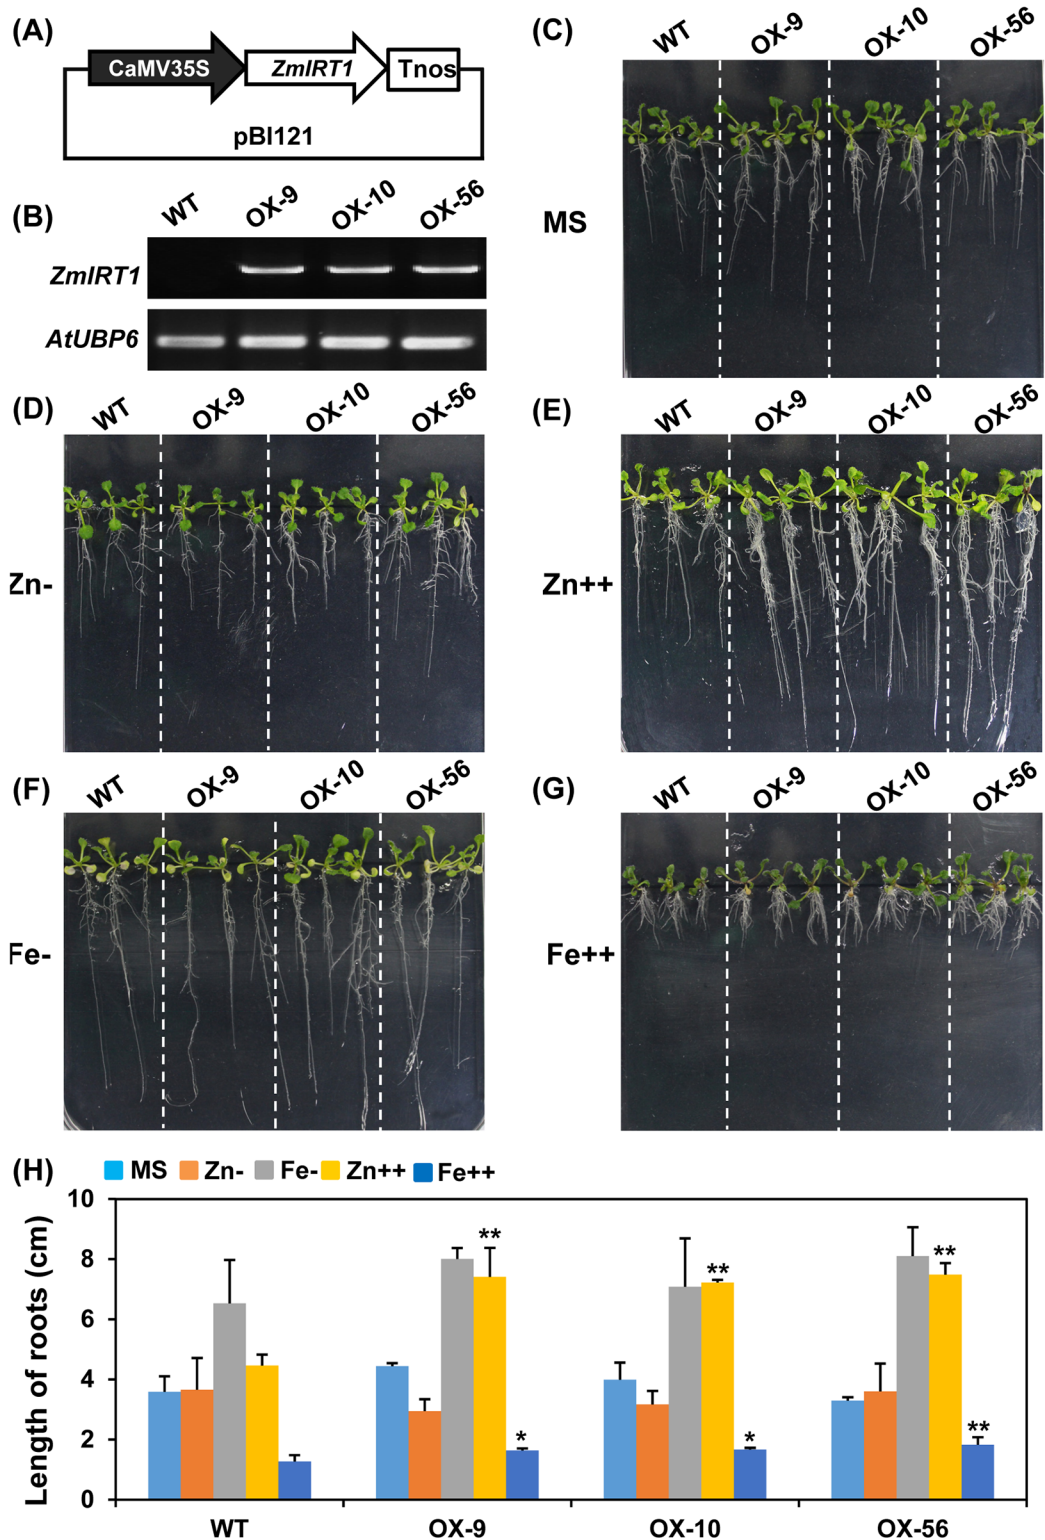 (A)
CaMV35S ZmIRT1 Tnos
pBI121
(B)
WT OX-9 OX-10 OX-56
ZmIRT1
AtUBP6
(C)
WT OX-9 OX-10 OX-56
MS
(D)
WT OX-9 OX-10 OX-56
Zn-
(E)
WT OX-9 OX-10 OX-56
Zn++
(F)
WT OX-9 OX-10 OX-56
Fe-
(G)
WT OX-9 OX-10 OX-56
Fe++
(H)
MS Zn- Fe- Zn++ Fe++
Length of roots (cm)
10
8
6
4
2
0
** ** **
* * **
WT OX-9 OX-10 OX-56